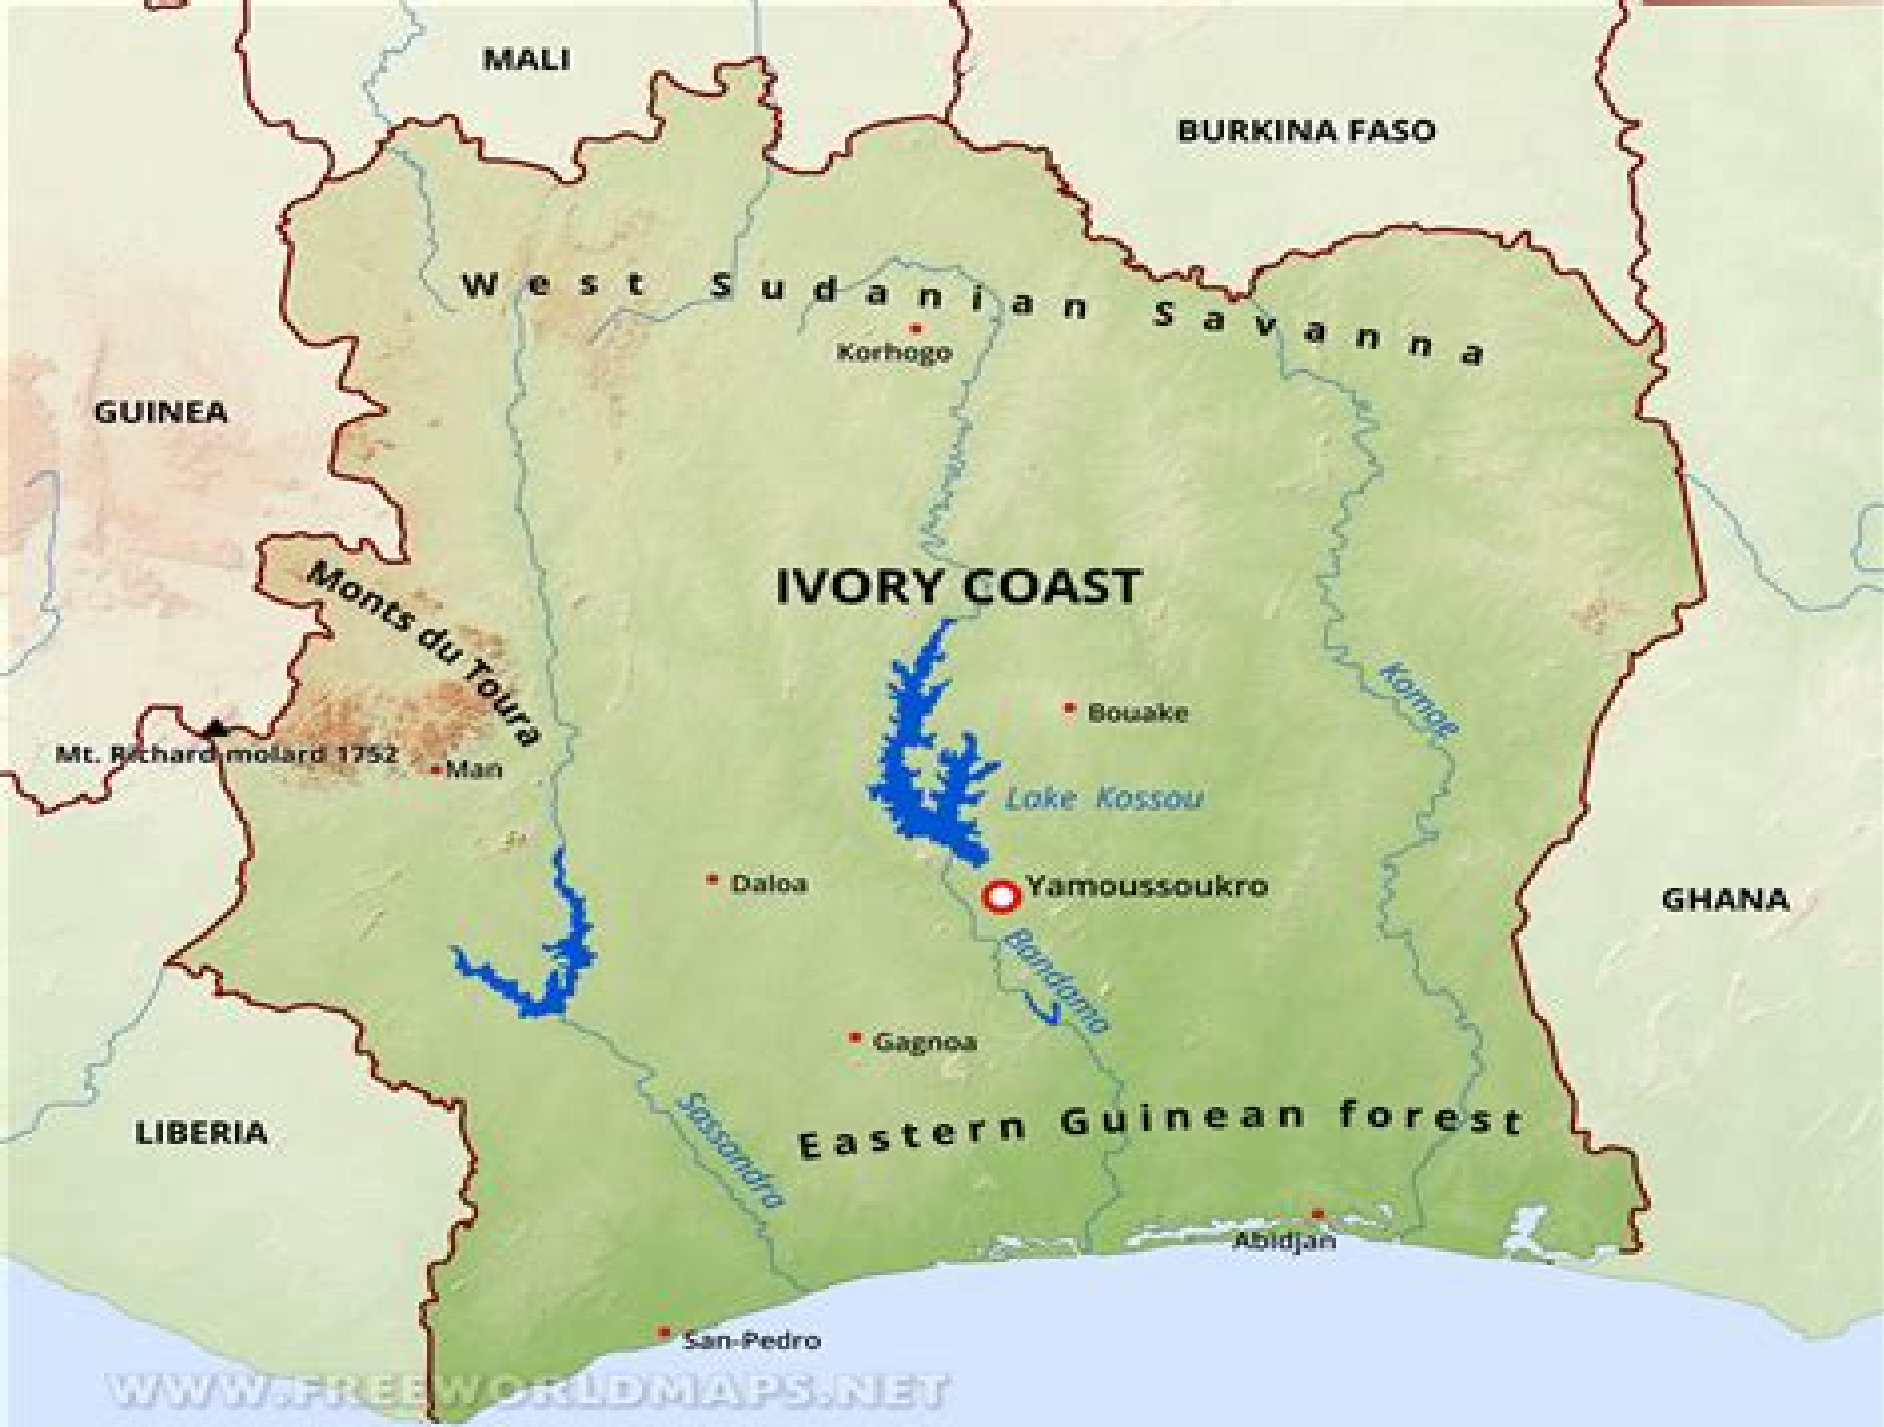 MALI
BURKINA FASO
West Sudanian Savanna
Korhogo
GUINEA
IVORY COAST
Monts du Toura
Komoe
Bouake
Mt. Richard molard 1752
Man
Lake Kossou
Daloa
Yamoussoukro
GHANA
Bandama
Gagnoa
LIBERIA
Sassandra
Eastern Guinean forest
Abidjan
San-Pedro
WWW.FREEWORLDMAPS.NET